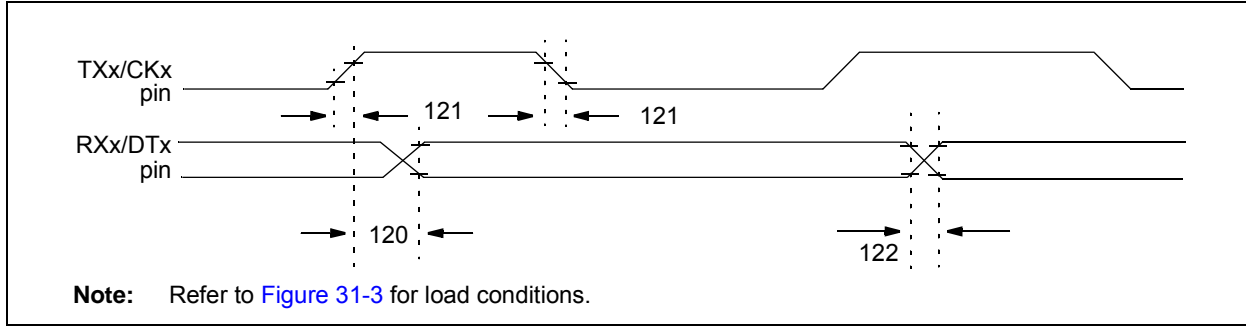 TXx/CKx
pin
121
121
RXx/DTx
pin
120
122
Note: Refer to Figure 31-3 for load conditions.